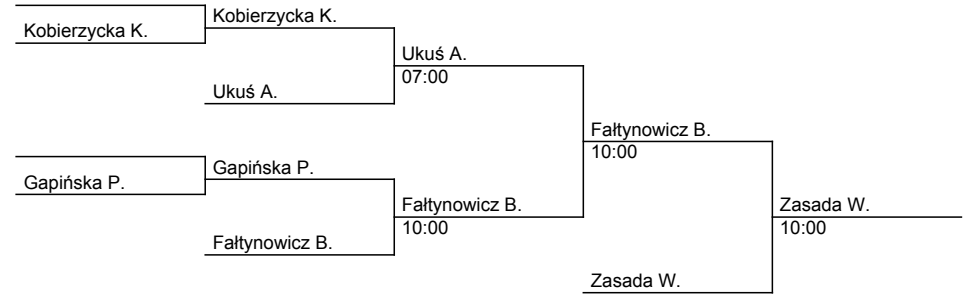 Kobierzycka K.
Kobierzycka K.
Ukuś A.
07:00
Ukuś A.
Fałtynowicz B.
10:00
Gapińska P.
Gapińska P.
Fałtynowicz B.
10:00
Fałtynowicz B.
Zasada W.
10:00
Zasada W.